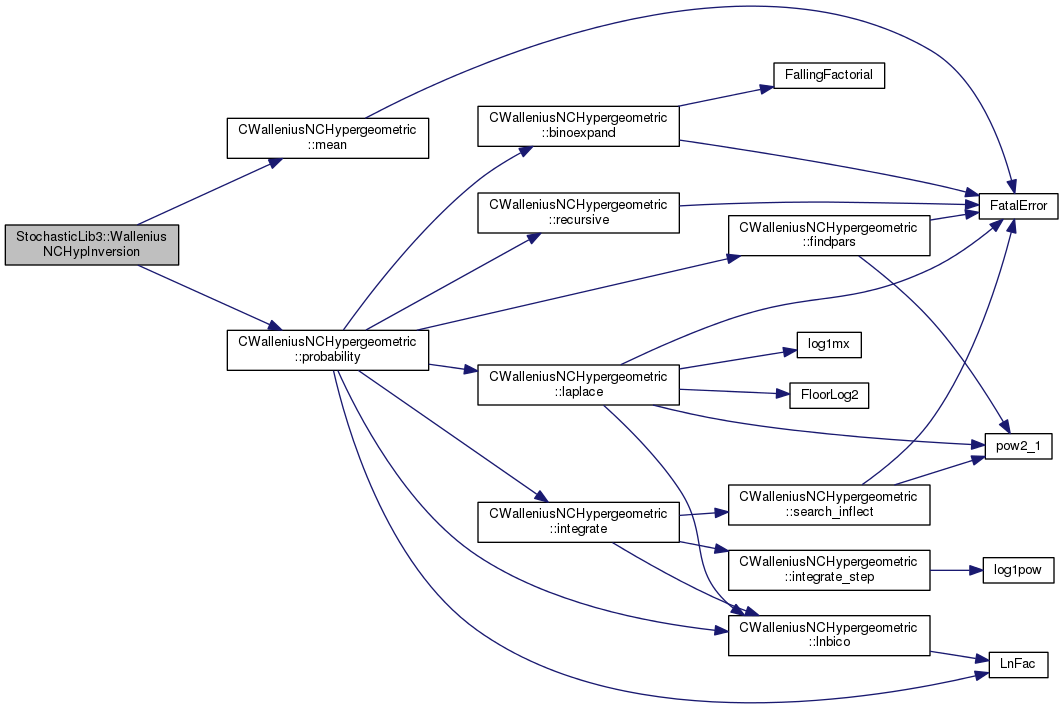 StochasticLib3::Wallenius
NCHypInversion
CWalleniusNCHypergeometric
::mean
CWalleniusNCHypergeometric
::probability
CWalleniusNCHypergeometric
::binoexpand
CWalleniusNCHypergeometric
::recursive
CWalleniusNCHypergeometric
::laplace
CWalleniusNCHypergeometric
::integrate
FallingFactorial
CWalleniusNCHypergeometric
::findpars
log1mx
FloorLog2
CWalleniusNCHypergeometric
::search_inflect
CWalleniusNCHypergeometric
::integrate_step
CWalleniusNCHypergeometric
::lnbico
FatalError
pow2_1
log1pow
LnFac